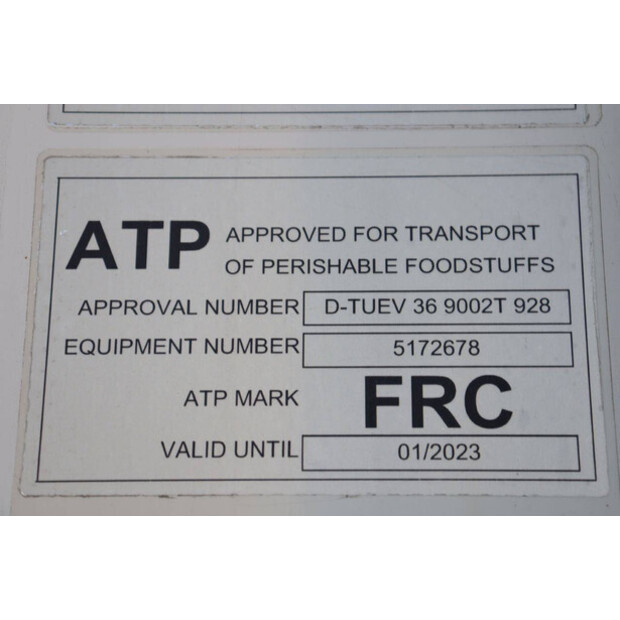 ATP APPROVED FOR TRANSPORT
OF PERISHABLE FOODSTUFFS
APPROVAL NUMBER D-TUEV 36 9002T 928
EQUIPMENT NUMBER 5172678
ATP MARK FRC
VALID UNTIL 01/2023